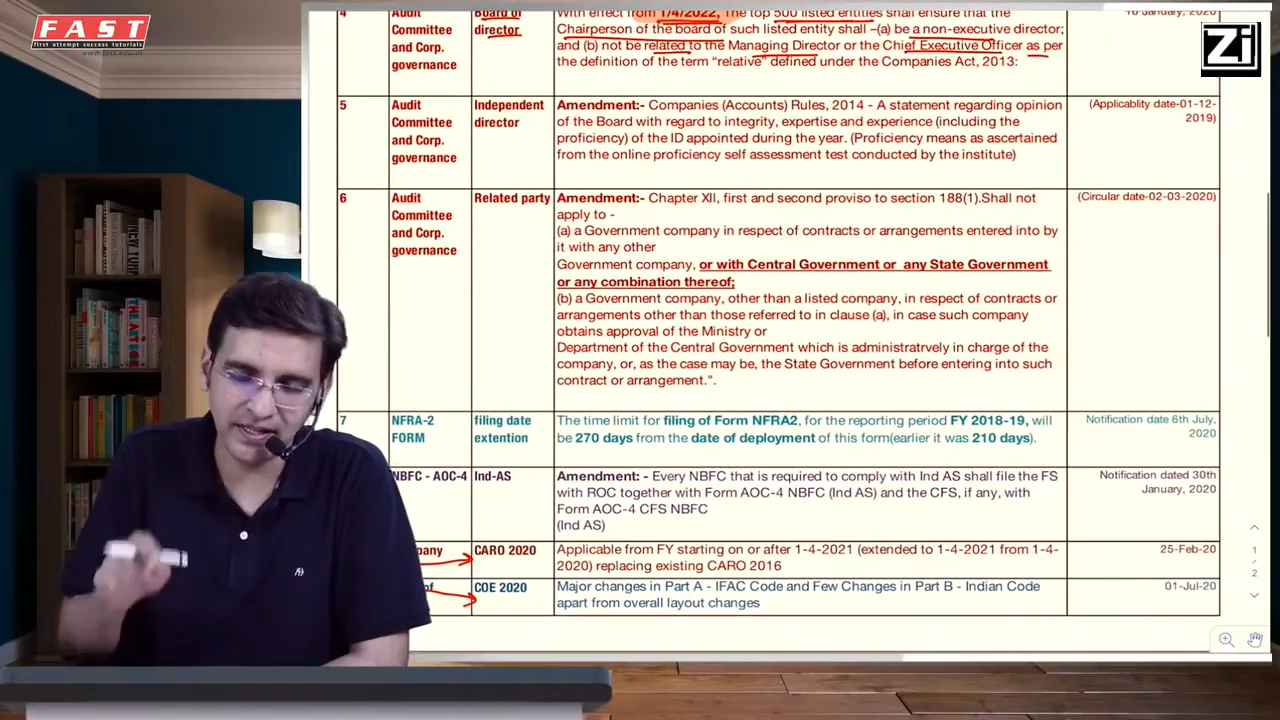 FAST
first attempt success tutorials
Zi
4
Audit
Committee
and Corp.
governance
Board of
director
With effect from 1/4/2022, The top 500 listed entities shall ensure that the
Chairperson of the board of such listed entity shall –(a) be a non-executive director;
and (b) not be related to the Managing Director or the Chief Executive Officer as per
the definition of the term “relative” defined under the Companies Act, 2013:
10 January, 2020
5
Audit
Committee
and Corp.
governance
Independent
director
Amendment:- Companies (Accounts) Rules, 2014 - A statement regarding opinion
of the Board with regard to integrity, expertise and experience (including the
proficiency) of the ID appointed during the year. (Proficiency means as ascertained
from the online proficiency self assessment test conducted by the institute)
(Applicablity date-01-12-
2019)
6
Audit
Committee
and Corp.
governance
Related party
Amendment:- Chapter XII, first and second proviso to section 188(1).Shall not
apply to -
(a) a Government company in respect of contracts or arrangements entered into by
it with any other
Government company, or with Central Government or any State Government
or any combination thereof;
(b) a Government company, other than a listed company, in respect of contracts or
arrangements other than those referred to in clause (a), in case such company
obtains approval of the Ministry or
Department of the Central Government which is administratrvely in charge of the
company, or, as the case may be, the State Government before entering into such
contract or arrangement.".
(Circular date-02-03-2020)
7
NFRA-2
FORM
filing date
extention
The time limit for filing of Form NFRA2, for the reporting period FY 2018-19, will
be 270 days from the date of deployment of this form(earlier it was 210 days).
Notification date 6th July,
2020
NBFC - AOC-4
Ind-AS
Amendment: - Every NBFC that is required to comply with Ind AS shall file the FS
with ROC together with Form AOC-4 NBFC (Ind AS) and the CFS, if any, with
Form AOC-4 CFS NBFC
(Ind AS)
Notification dated 30th
January, 2020
pany
CARO 2020
Applicable from FY starting on or after 1-4-2021 (extended to 1-4-2021 from 1-4-
2020) replacing existing CARO 2016
25-Feb-20
of
COE 2020
Major changes in Part A - IFAC Code and Few Changes in Part B - Indian Code
apart from overall layout changes
01-Jul-20
1
/
2